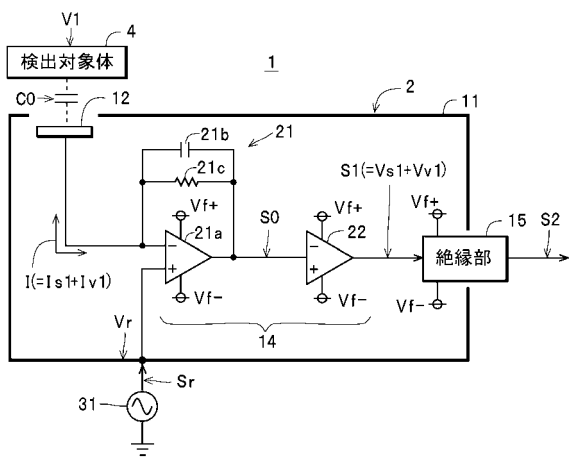 V1
4
検出対象体
1
C0
12
2
11
21b
21
21c
S1(=Vs1+Vv1)
Vf+
Vf+
Vf+
21a
S0
22
15
S2
−
−
絶縁部
+
+
I(=Is1+Iv1)
Vf−
Vf−
Vf−
Vr
14
Sr
31